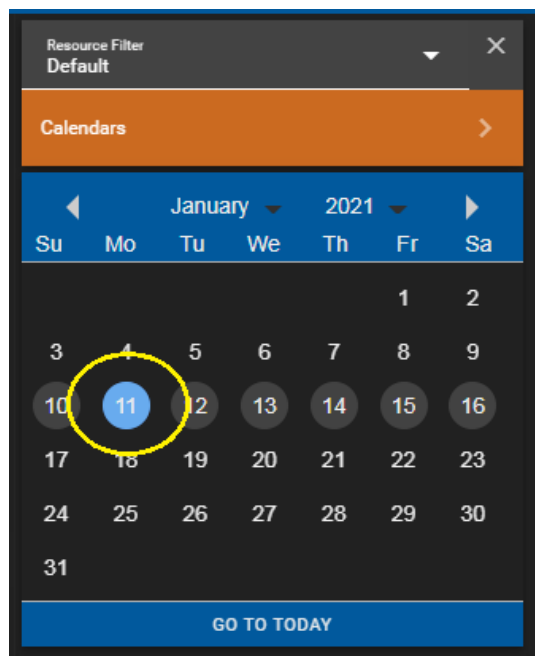 Resource Filter
Default
Calendars
January 2021
Su Mo Tu We Th Fr Sa
1 2
3 4 5 6 7 8 9
10 11 12 13 14 15 16
17 18 19 20 21 22 23
24 25 26 27 28 29 30
31
GO TO TODAY